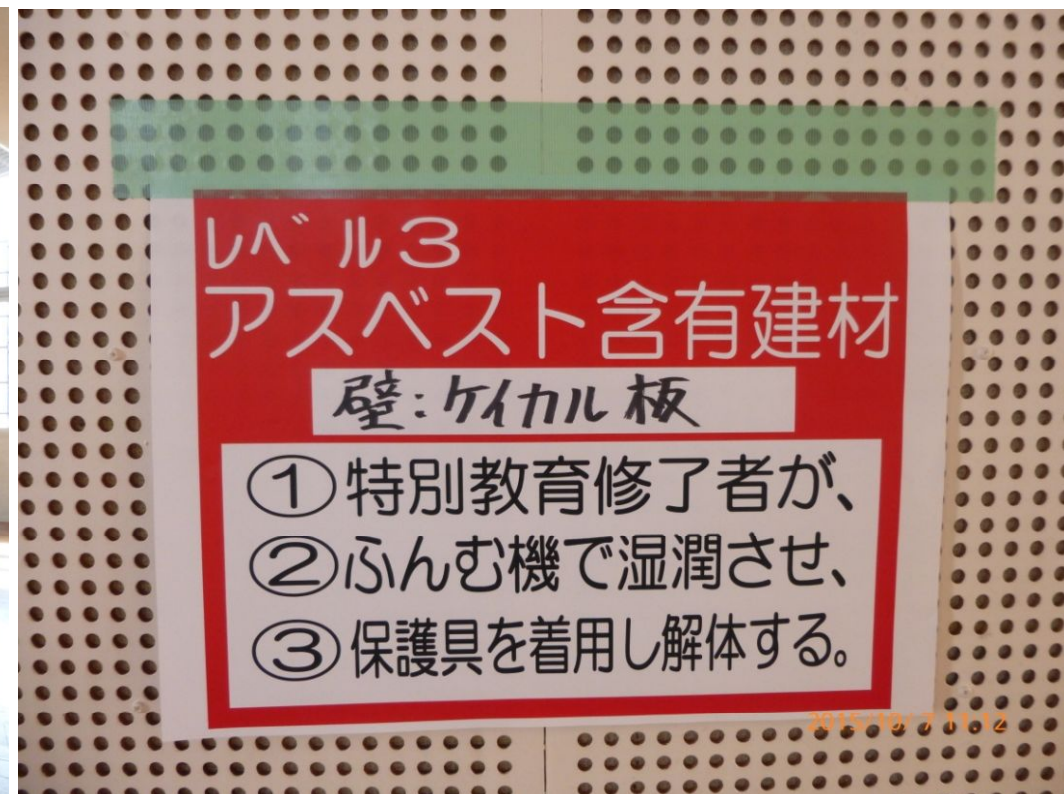 レベル3
アスベスト含有建材
壁:ケイカル板
①特別教育修了者が、
②ふんむ機で湿潤させ、
③保護具を着用し解体する。
2015/10/ 7 11:12